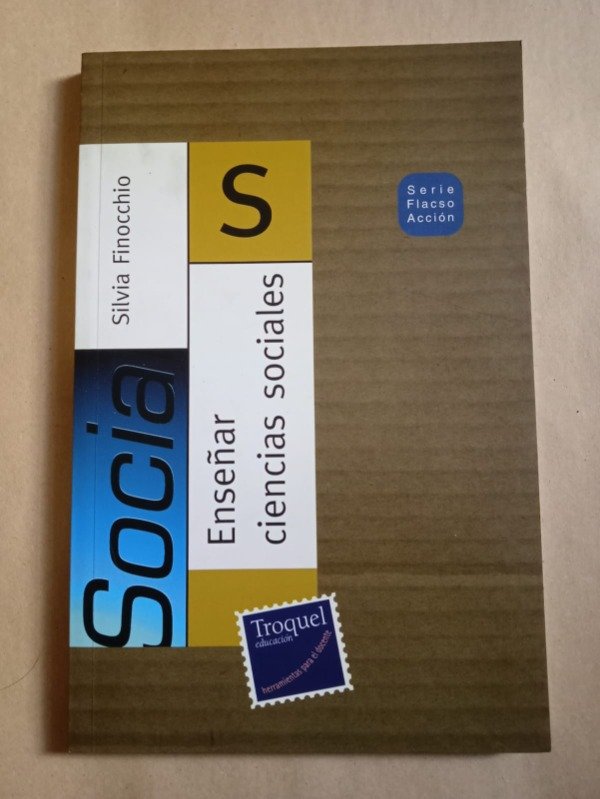 Silvia Finocchio
S
Serie
Flacso
Acción
Enseñar
ciencias sociales
Socia
Troquel
educación
herramientas para el docente